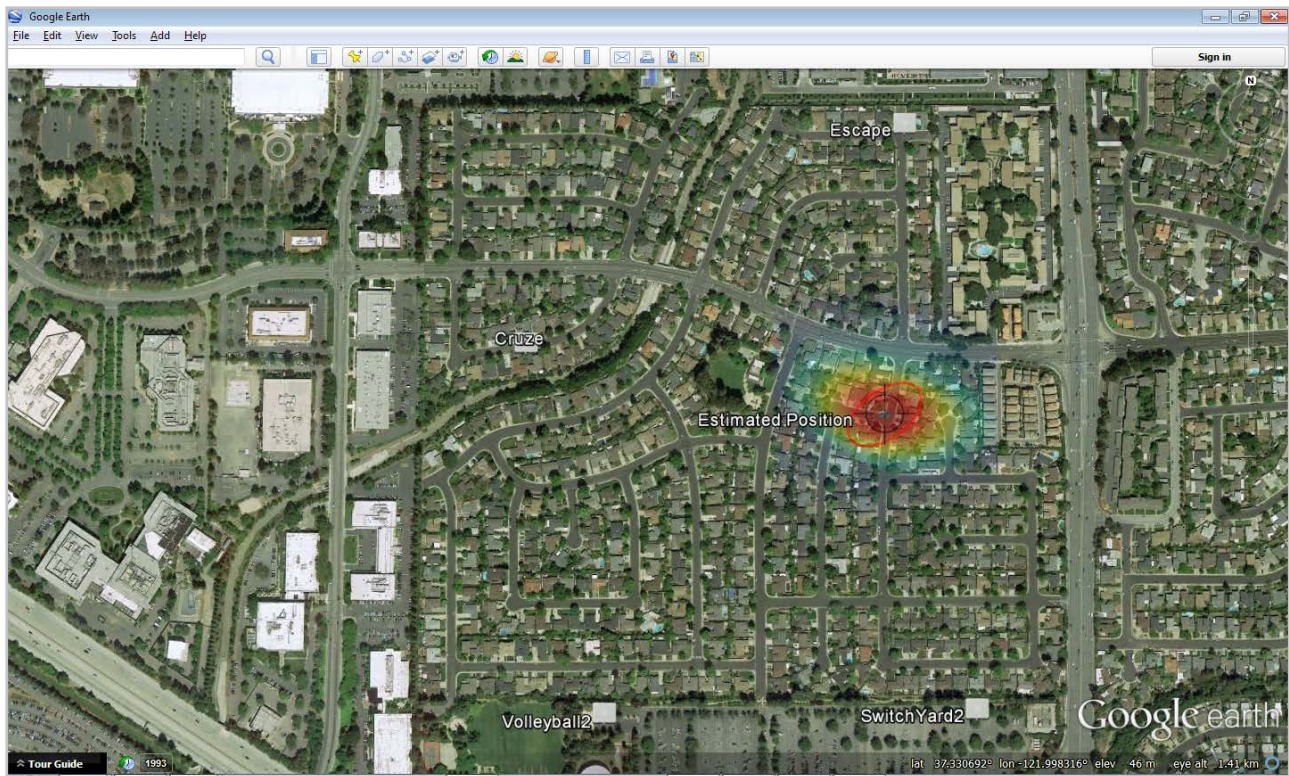 Google Earth
File Edit View Tools Add Help
Sign in
N
Escape
Cruze
Estimated Position
Volleyball2
SwitchYard2
Google earth
Tour Guide
1993
lat 37.330692° lon -121.998316° elev 46 m eye alt 1.41 km